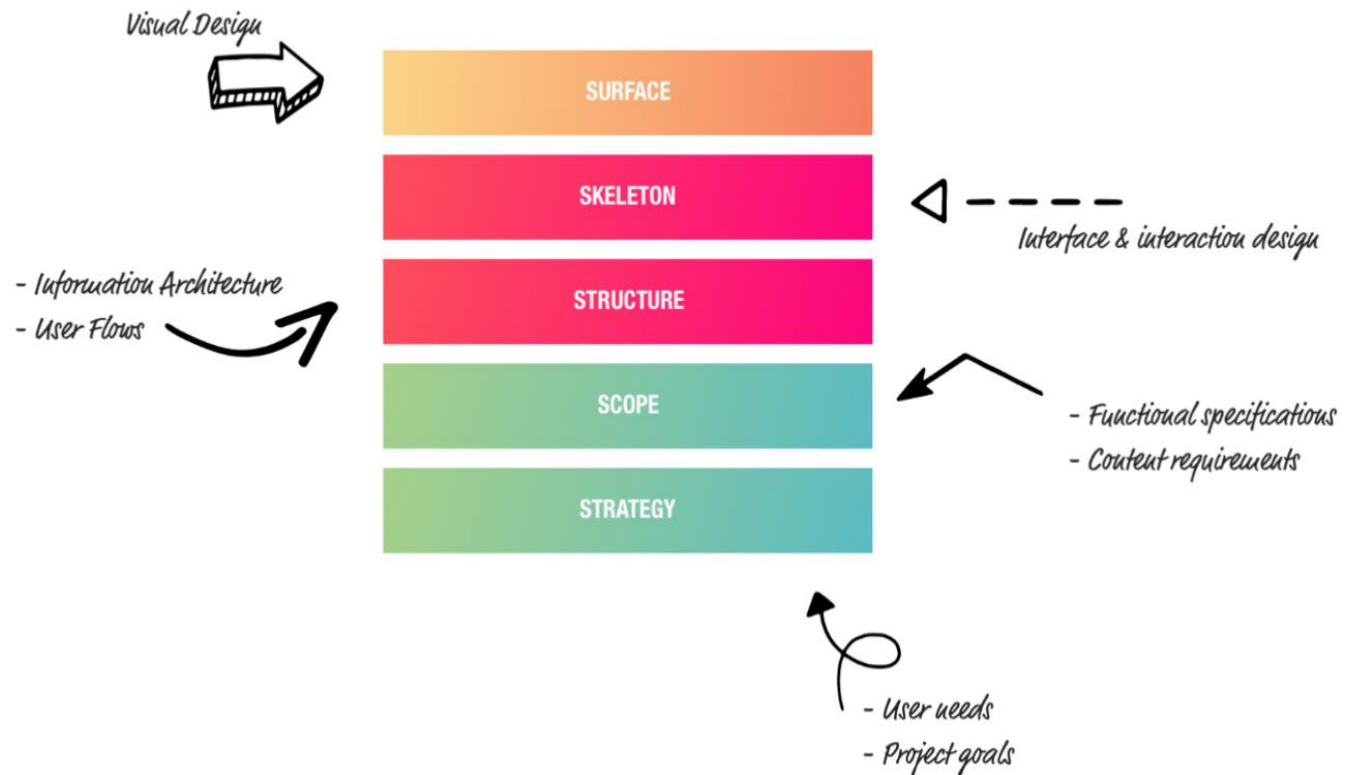 Visual Design
SURFACE
SKELETON
Interface & interaction design
- Information Architecture
- User Flows
STRUCTURE
SCOPE
- Functional specifications
- Content requirements
STRATEGY
- User needs
- Project goals